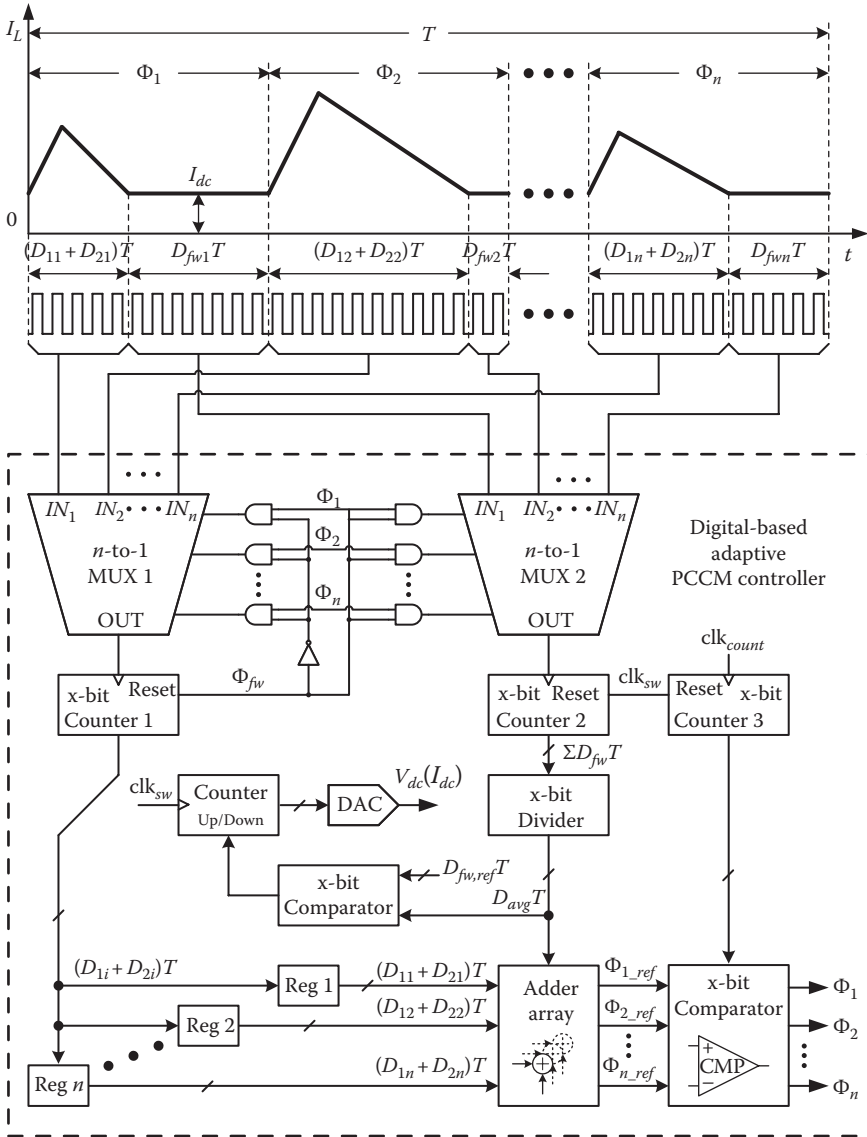 I_L
T
Φ_1 Φ_2 Φ_n
I_dc
0
(D_11 + D_21)T D_fw1T (D_12 + D_22)T D_fw2T (D_1n + D_2n)T D_fwnT t
IN_1 IN_2 IN_n
n-to-1
MUX 1
OUT
Φ_1
Φ_2
Φ_n
IN_1 IN_2 IN_n
n-to-1
MUX 2
OUT
Digital-based
adaptive
PCCM controller
x-bit Reset
Counter 1
Φ_fw
x-bit Reset
Counter 2
clk_sw
clk_count
Reset x-bit
Counter 3
ΣD_fwT
clk_sw
Counter
Up/Down
DAC
V_dc(I_dc)
x-bit
Divider
x-bit
Comparator
D_fw,refT
D_avgT
(D_1i + D_2i)T
Reg 1
(D_11 + D_21)T
Reg 2
(D_12 + D_22)T
Reg n
(D_1n + D_2n)T
Adder
array
+
Φ_1_ref
Φ_2_ref
Φ_n_ref
x-bit
Comparator
+
CMP
−
Φ_1
Φ_2
Φ_n